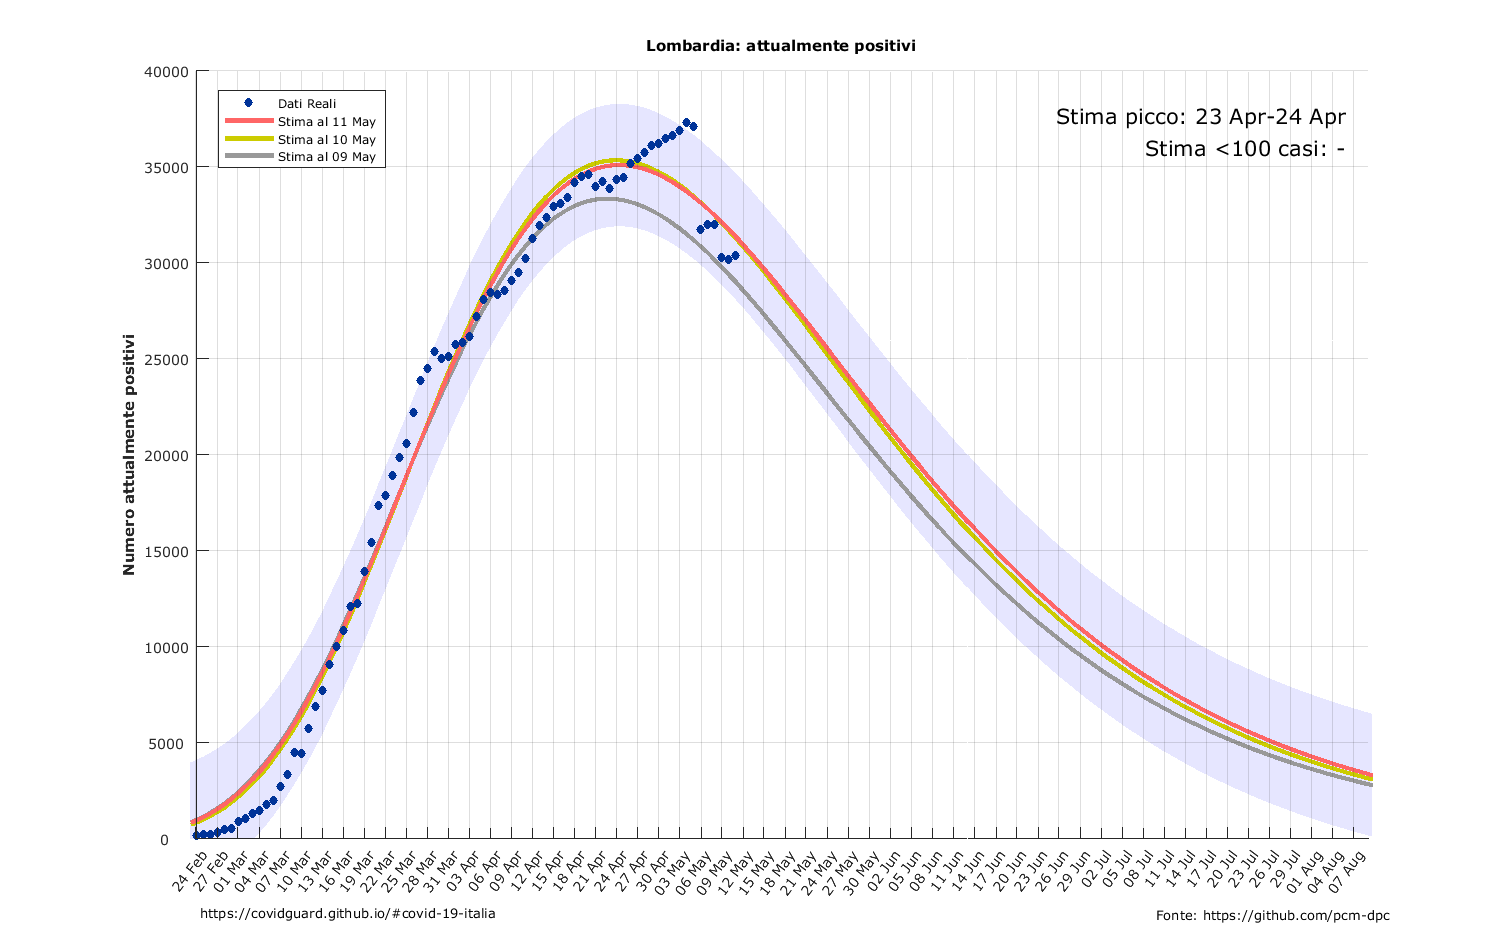 Lombardia: attualmente positivi
Stima picco: 23 Apr-24 Apr
Stima <100 casi: -
Dati Reali
Stima al 11 May
Stima al 10 May
Stima al 09 May
Numero attualmente positivi
40000
35000
30000
25000
20000
15000
10000
5000
0
24 Feb
27 Feb
01 Mar
04 Mar
07 Mar
10 Mar
13 Mar
16 Mar
19 Mar
22 Mar
25 Mar
28 Mar
31 Mar
03 Apr
06 Apr
09 Apr
12 Apr
15 Apr
18 Apr
21 Apr
24 Apr
27 Apr
30 Apr
03 May
06 May
09 May
12 May
15 May
18 May
21 May
24 May
27 May
30 May
02 Jun
05 Jun
08 Jun
11 Jun
14 Jun
17 Jun
20 Jun
23 Jun
26 Jun
29 Jun
02 Jul
05 Jul
08 Jul
11 Jul
14 Jul
17 Jul
20 Jul
23 Jul
26 Jul
29 Jul
01 Aug
04 Aug
07 Aug
https://covidguard.github.io/#covid-19-italia
Fonte: https://github.com/pcm-dpc